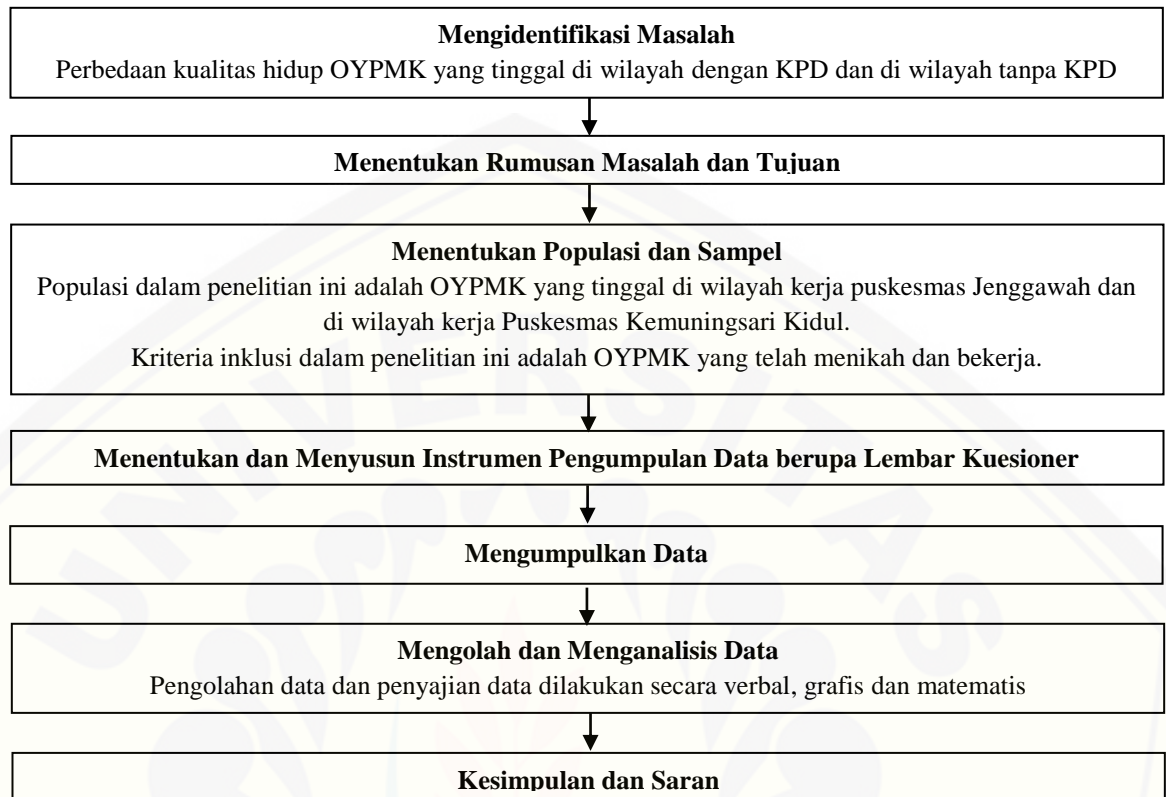 Mengidentifikasi Masalah
Perbedaan kualitas hidup OYPMK yang tinggal di wilayah dengan KPD dan di wilayah tanpa KPD
Menentukan Rumusan Masalah dan Tujuan
Menentukan Populasi dan Sampel
Populasi dalam penelitian ini adalah OYPMK yang tinggal di wilayah kerja puskesmas Jenggawah dan
di wilayah kerja Puskesmas Kemuningsari Kidul.
Kriteria inklusi dalam penelitian ini adalah OYPMK yang telah menikah dan bekerja.
Menentukan dan Menyusun Instrumen Pengumpulan Data berupa Lembar Kuesioner
Mengumpulkan Data
Mengolah dan Menganalisis Data
Pengolahan data dan penyajian data dilakukan secara verbal, grafis dan matematis
Kesimpulan dan Saran
UNIVERSITAS